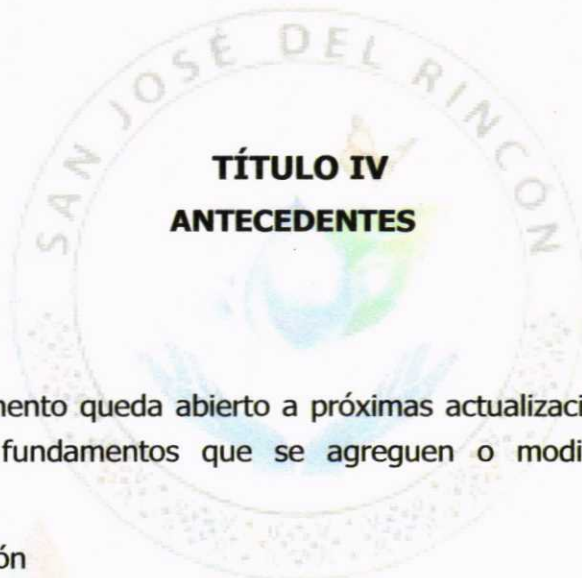 SAN JOSÉ DEL RINCÓN
TÍTULO IV
ANTECEDENTES
mento queda abierto a próximas actualizaci
fundamentos que se agreguen o modi
ón